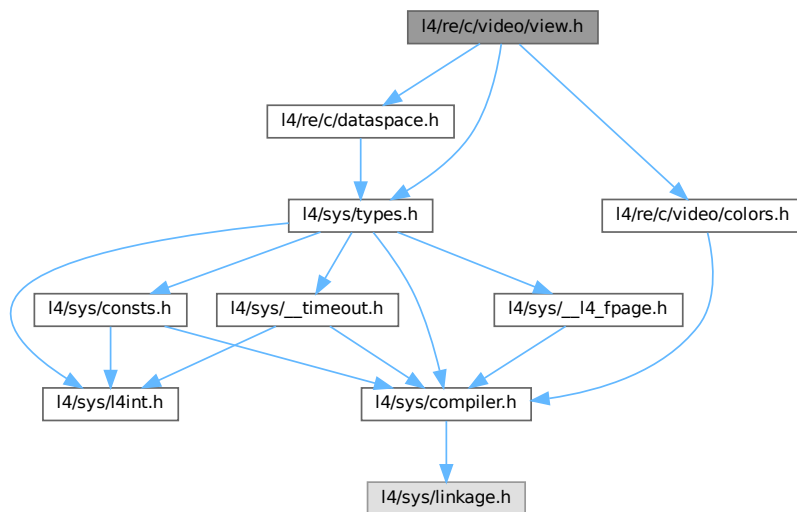 l4/re/c/video/view.h
l4/re/c/dataspace.h
l4/sys/types.h
l4/re/c/video/colors.h
l4/sys/consts.h
l4/sys/__timeout.h
l4/sys/__l4_fpage.h
l4/sys/l4int.h
l4/sys/compiler.h
l4/sys/linkage.h